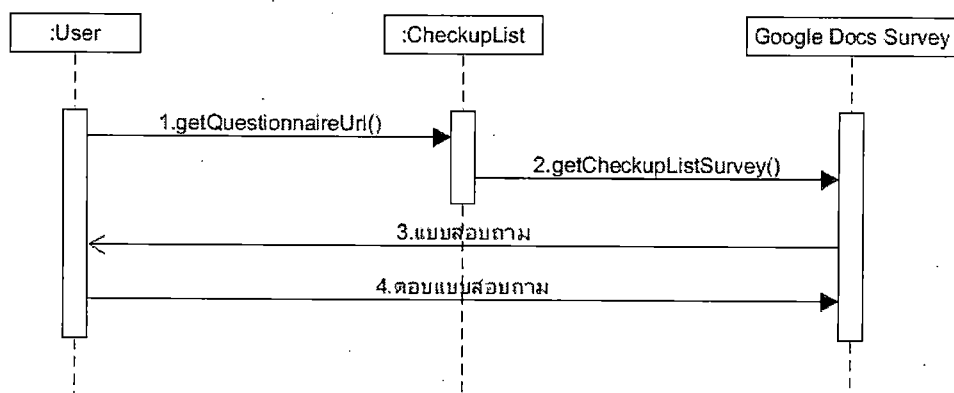 :User
:CheckupList
Google Docs Survey
1.getQuestionnaireUrl()
2.getCheckupListSurvey()
3.แบบสอบถาม
4.ตอบแบบสอบถาม